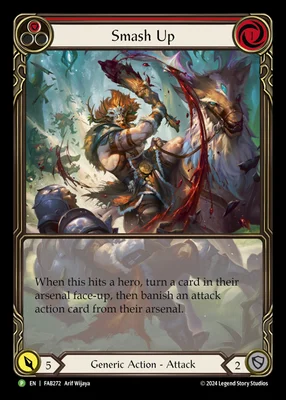 Smash Up
When this hits a hero, turn a card in their
arsenal face-up, then banish an attack
action card from their arsenal.
5
Generic Action - Attack
2
P EN | FAB272 Arif Wijaya
© 2024 Legend Story Studios